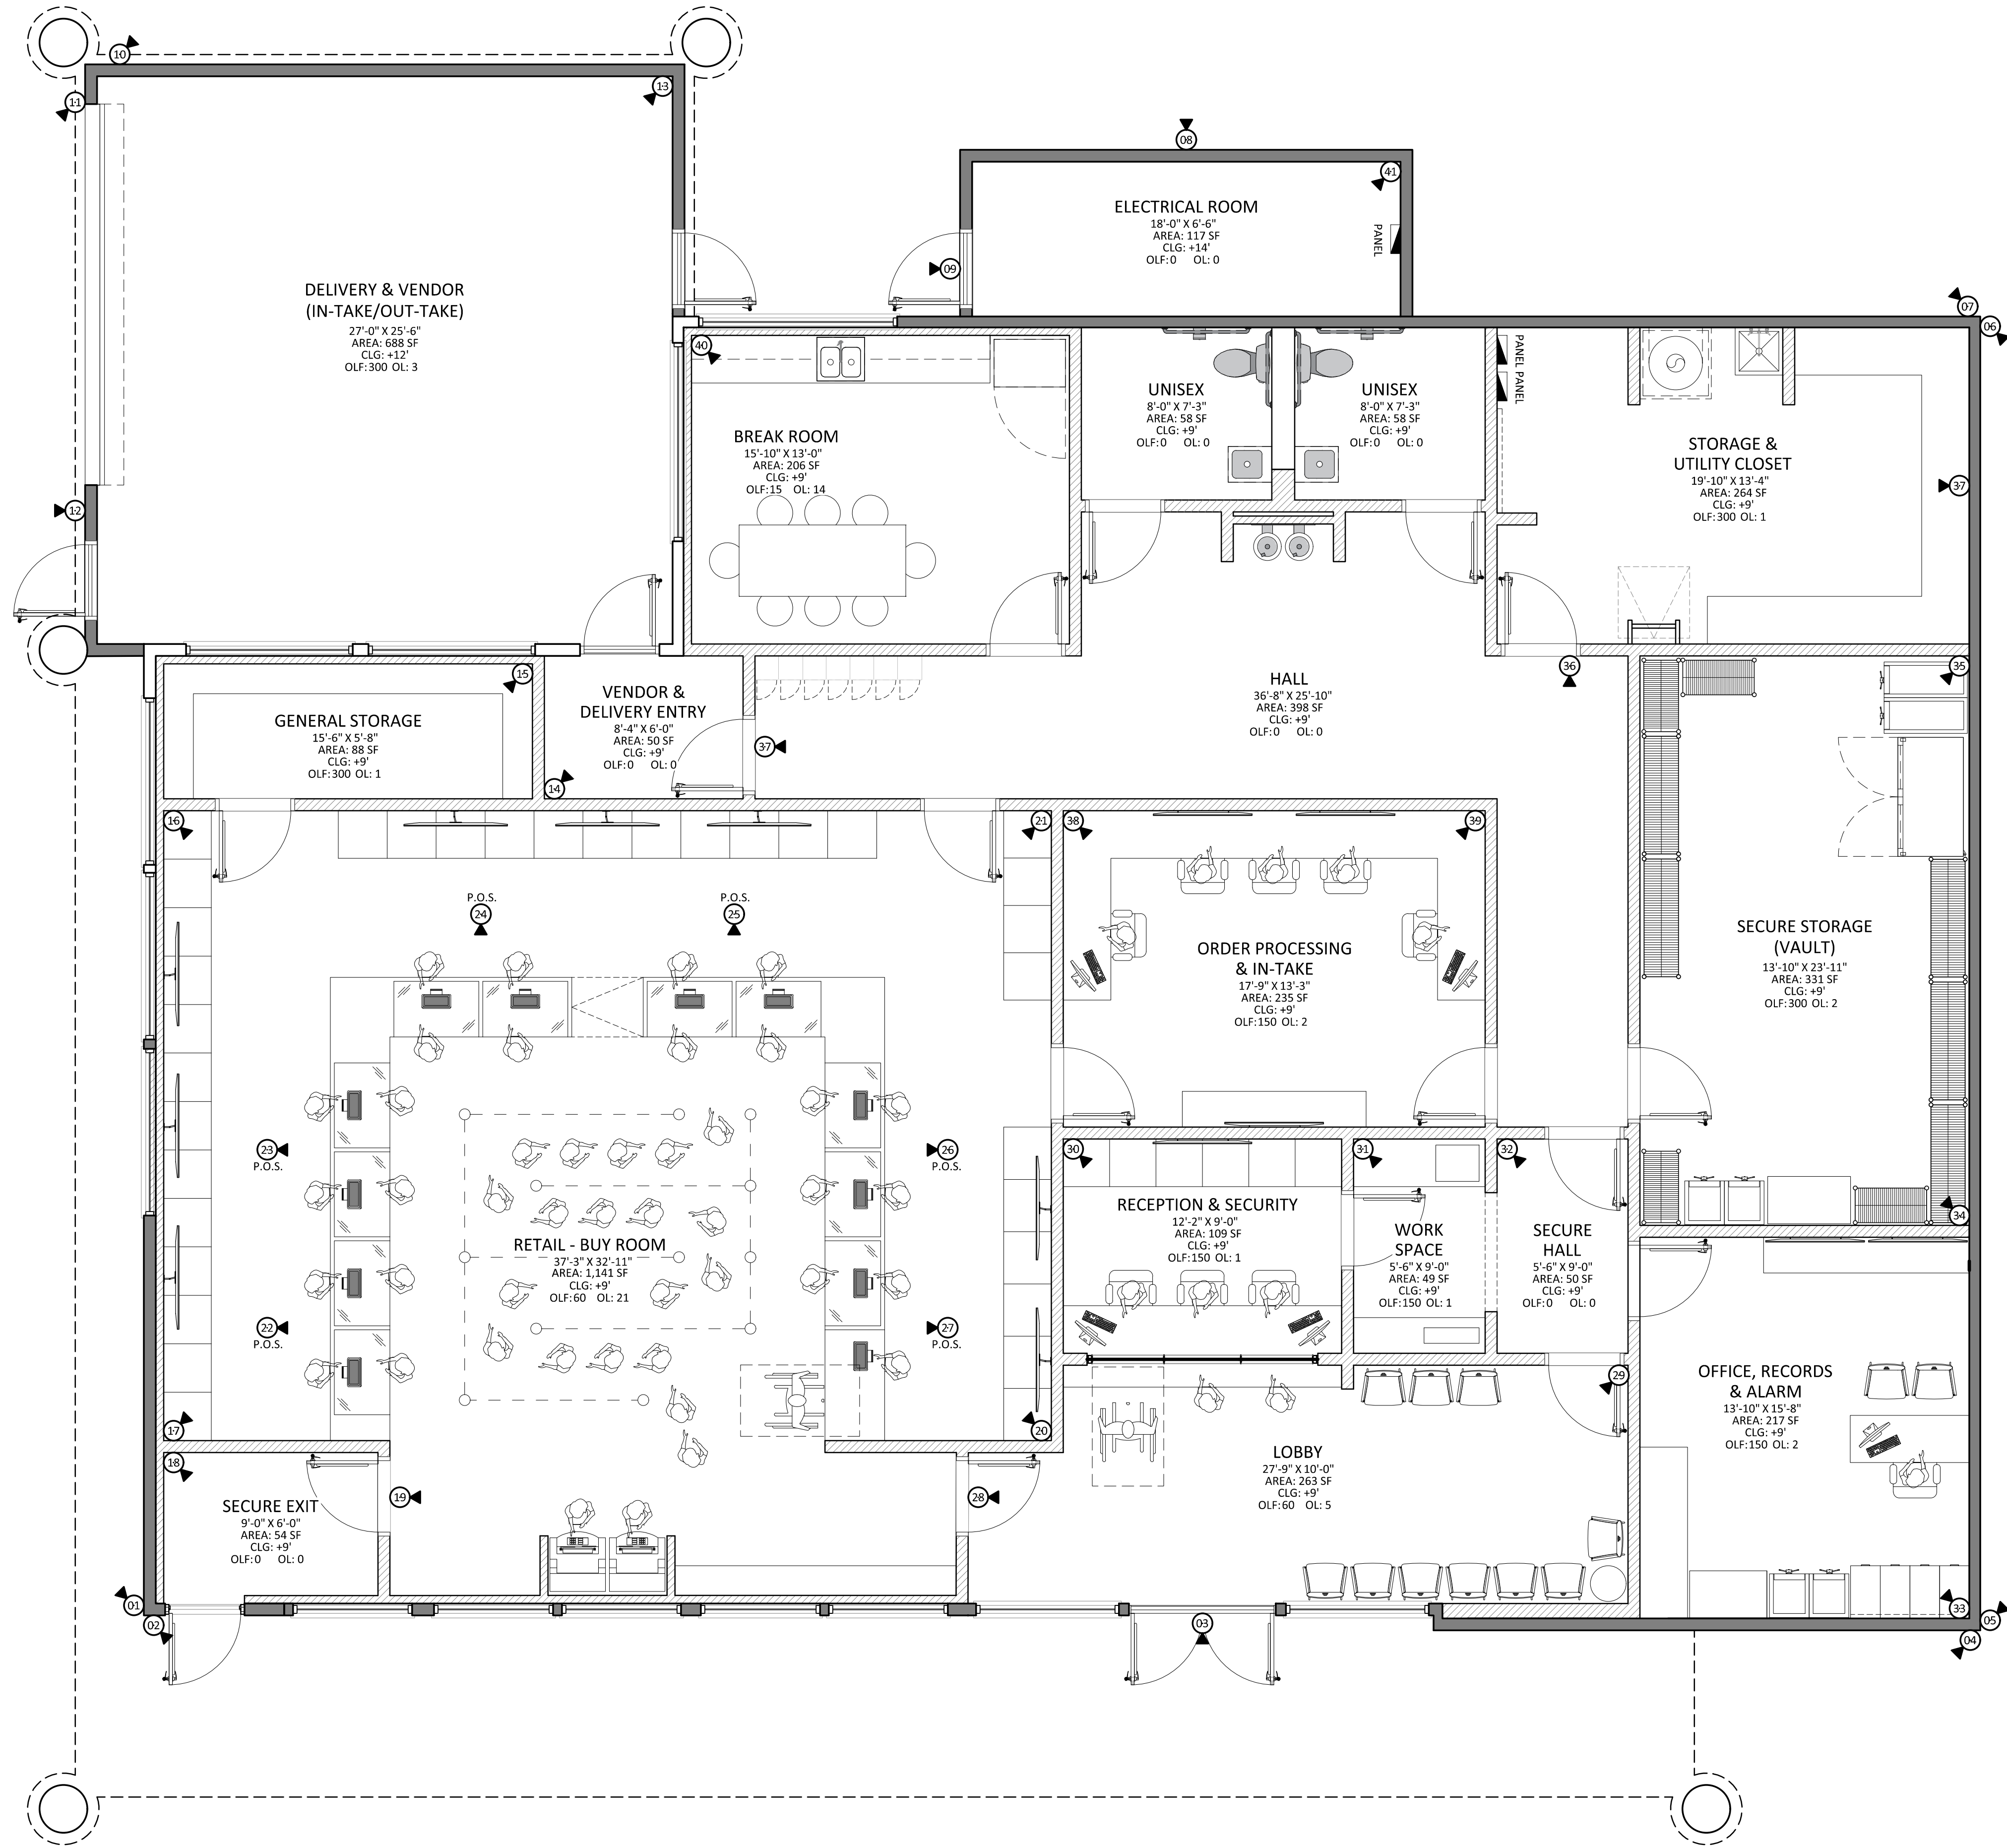 10
11
13
08
41
ELECTRICAL ROOM
18'-0" X 6'-6"
AREA: 117 SF
CLG: +14'
OLF:0 OL: 0
PANEL
09
DELIVERY & VENDOR
(IN-TAKE/OUT-TAKE)
27'-0" X 25'-6"
AREA: 688 SF
CLG: +12'
OLF:300 OL: 3
07
06
40
PANEL PANEL
UNISEX
8'-0" X 7'-3"
AREA: 58 SF
CLG: +9'
OLF:0 OL: 0
UNISEX
8'-0" X 7'-3"
AREA: 58 SF
CLG: +9'
OLF:0 OL: 0
BREAK ROOM
15'-10" X 13'-0"
AREA: 206 SF
CLG: +9'
OLF:15 OL: 14
STORAGE &
UTILITY CLOSET
19'-10" X 13'-4"
AREA: 264 SF
CLG: +9'
OLF:300 OL: 1
37
12
15
36
35
GENERAL STORAGE
15'-6" X 5'-8"
AREA: 88 SF
CLG: +9'
OLF:300 OL: 1
VENDOR &
DELIVERY ENTRY
8'-4" X 6'-0"
AREA: 50 SF
CLG: +9'
OLF:0 OL: 0
HALL
36'-8" X 25'-10"
AREA: 398 SF
CLG: +9'
OLF:0 OL: 0
37
14
16
21
38
39
P.O.S.
24
P.O.S.
25
ORDER PROCESSING
& IN-TAKE
17'-9" X 13'-3"
AREA: 235 SF
CLG: +9'
OLF:150 OL: 2
SECURE STORAGE
(VAULT)
13'-10" X 23'-11"
AREA: 331 SF
CLG: +9'
OLF:300 OL: 2
23
P.O.S.
26
P.O.S.
30
31
32
34
RECEPTION & SECURITY
12'-2" X 9'-0"
AREA: 109 SF
CLG: +9'
OLF:150 OL: 1
WORK
SPACE
5'-6" X 9'-0"
AREA: 49 SF
CLG: +9'
OLF:150 OL: 1
SECURE
HALL
5'-6" X 9'-0"
AREA: 50 SF
CLG: +9'
OLF:0 OL: 0
RETAIL - BUY ROOM
37'-3" X 32'-11"
AREA: 1,141 SF
CLG: +9'
OLF:60 OL: 21
22
P.O.S.
27
P.O.S.
29
OFFICE, RECORDS
& ALARM
13'-10" X 15'-8"
AREA: 217 SF
CLG: +9'
OLF:150 OL: 2
17
20
18
LOBBY
27'-9" X 10'-0"
AREA: 263 SF
CLG: +9'
OLF:60 OL: 5
19
28
SECURE EXIT
9'-0" X 6'-0"
AREA: 54 SF
CLG: +9'
OLF:0 OL: 0
01
02
03
33
05
04